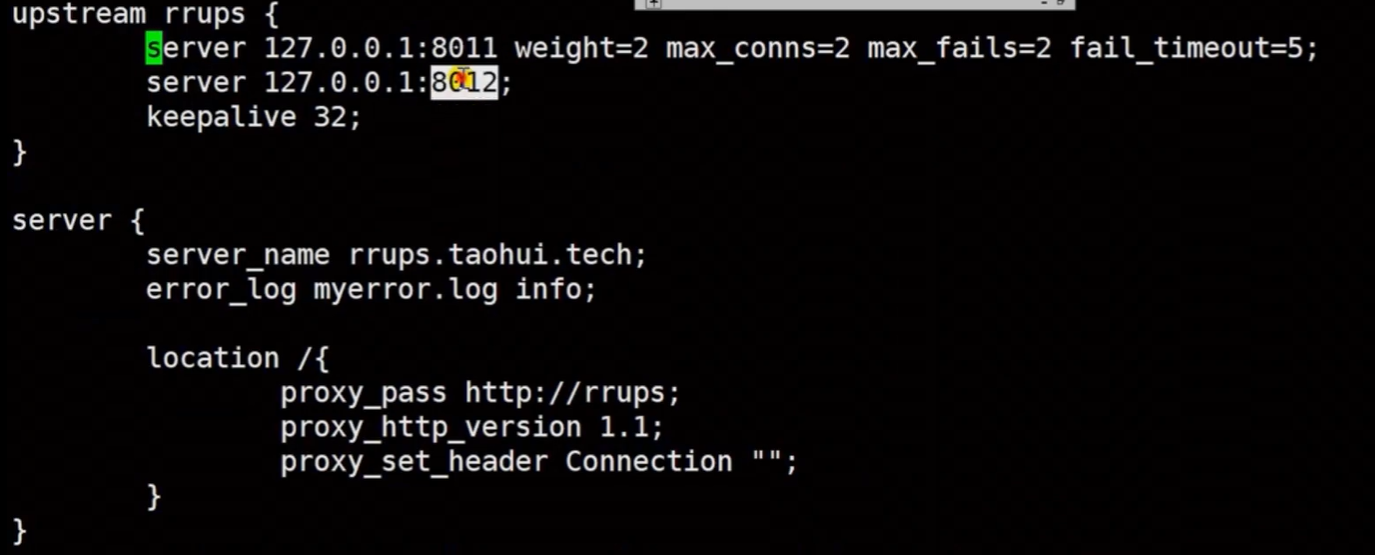 upstream rrups {
server 127.0.0.1:8011 weight=2 max_conns=2 max_fails=2 fail_timeout=5;
server 127.0.0.1:8012;
keepalive 32;
}
server {
server_name rrups.taohui.tech;
error_log myerror.log info;
location /{
proxy_pass http://rrups;
proxy_http_version 1.1;
proxy_set_header Connection "";
}
}